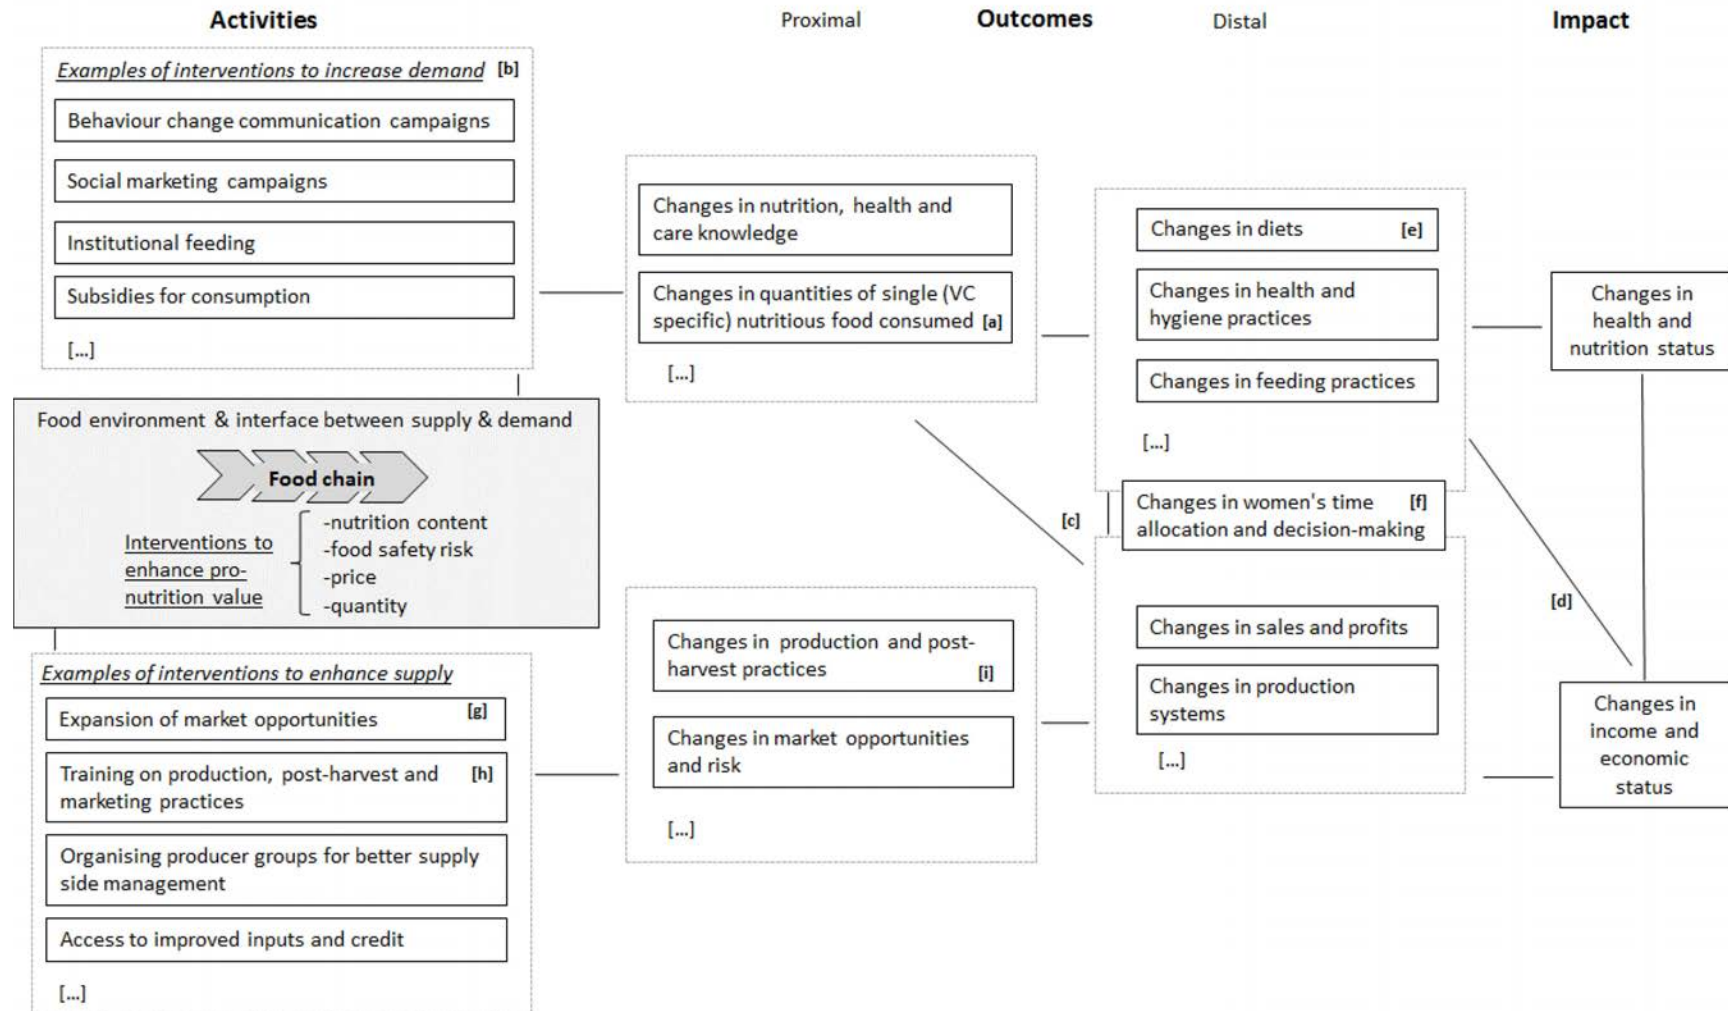 Activities
Proximal
Outcomes
Distal
Impact
Examples of interventions to increase demand [b]
Behaviour change communication campaigns
Social marketing campaigns
Institutional feeding
Subsidies for consumption
[...]
Food environment & interface between supply & demand
Food chain
Interventions to
enhance pro-
nutrition value
-nutrition content
-food safety risk
-price
-quantity
Examples of interventions to enhance supply
Expansion of market opportunities [g]
Training on production, post-harvest and [h]
marketing practices
Organising producer groups for better supply
side management
Access to improved inputs and credit
[...]
Changes in nutrition, health and
care knowledge
Changes in quantities of single (VC
specific) nutritious food consumed [a]
[...]
[c]
Changes in production and post-
harvest practices [i]
Changes in market opportunities
and risk
[...]
Changes in diets [e]
Changes in health and
hygiene practices
Changes in feeding practices
[...]
Changes in women's time [f]
allocation and decision-making
Changes in sales and profits
Changes in production
systems
[...]
[d]
Changes in
health and
nutrition status
Changes in
income and
economic
status